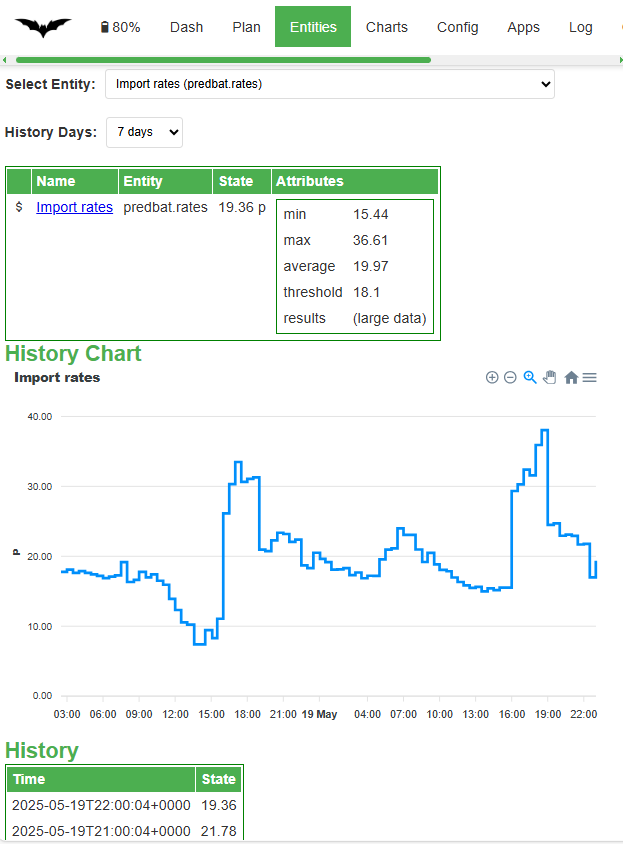 80% Dash Plan Entities Charts Config Apps Log
Select Entity: Import rates (predbat.rates)
History Days: 7 days
Name Entity State Attributes
$ Import rates predbat.rates 19.36 p
min 15.44
max 36.61
average 19.97
threshold 18.1
results (large data)
History Chart
Import rates
40.00
30.00
20.00
10.00
0.00
P
03:00 06:00 09:00 12:00 15:00 18:00 21:00 19 May 04:00 07:00 10:00 13:00 16:00 19:00 22:00
History
Time State
2025-05-19T22:00:04+0000 19.36
2025-05-19T21:00:04+0000 21.78